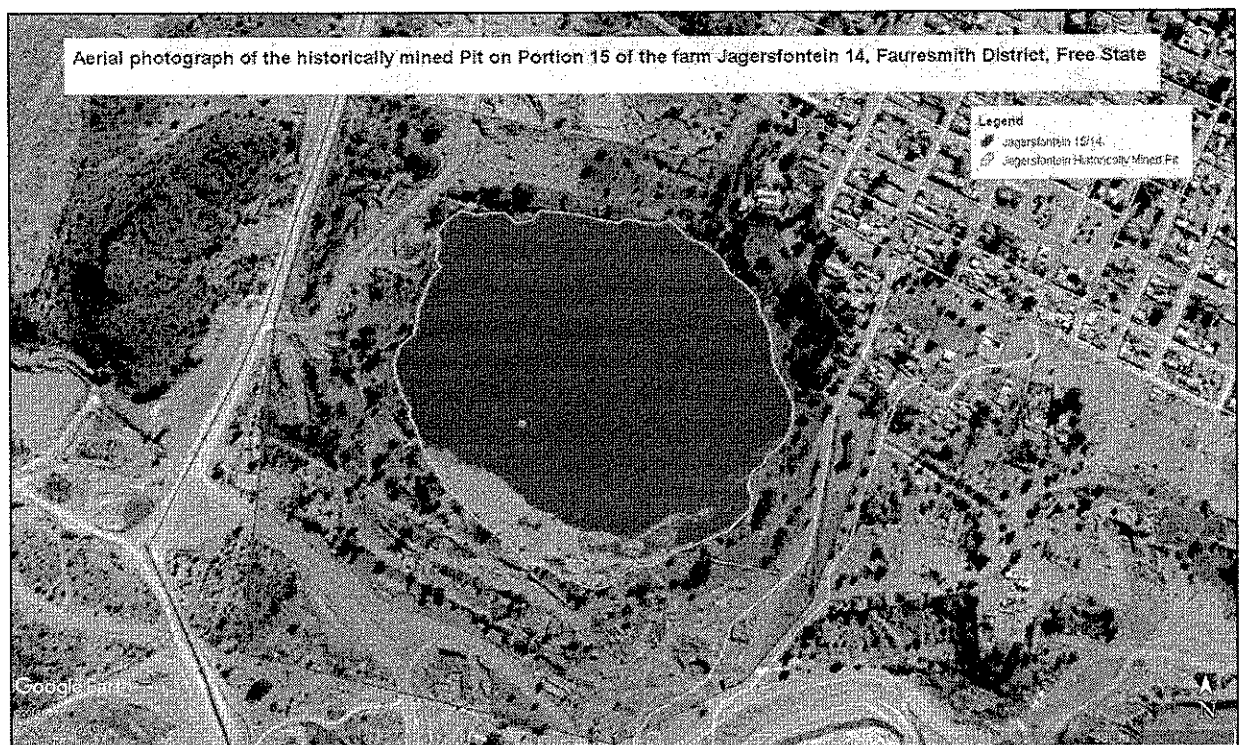 Aerial photograph of the historically mined Pit on Portion 15 of the farm Jagersfontein 14, Fauresmith District, Free State
Legend
Jagersfontein 15/14
Jagersfontein Historically Mined Pit
Google Earth
N